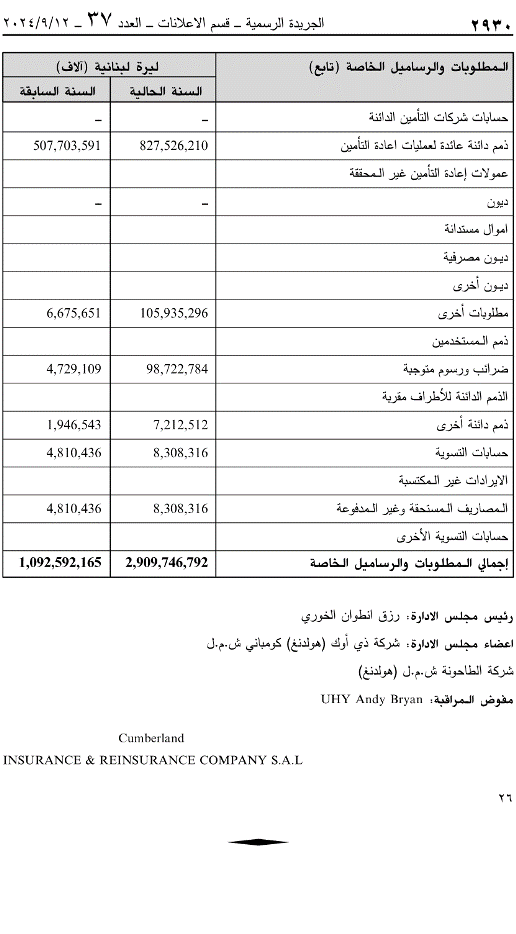 ٢٩٣٠ الجريدة الرسمية – قسم الاعلانات – العدد ٣٧ – ٢٠٢٤/٩/١٢
المطلوبات والرساميل الخاصة (تابع) ليرة لبنانية (آلاف)
السنة الحالية السنة السابقة
حسابات شركات التأمين الدائنة – –
ذمم دائنة عائدة لعمليات اعادة التأمين 827,526,210 507,703,591
عمولات إعادة التأمين غير المحققة
ديون – –
اموال مستدانة
ديون مصرفية
ديون أخرى
مطلوبات أخرى 105,935,296 6,675,651
ذمم المستخدمين
ضرائب ورسوم متوجبة 98,722,784 4,729,109
الذمم الدائنة للأطراف مقربة
ذمم دائنة أخرى 7,212,512 1,946,543
حسابات التسوية 8,308,316 4,810,436
الايرادات غير المكتسبة
المصاريف المستحقة وغير المدفوعة 8,308,316 4,810,436
حسابات التسوية الأخرى
إجمالي المطلوبات والرساميل الخاصة 2,909,746,792 1,092,592,165
رئيس مجلس الادارة: رزق انطوان الخوري
اعضاء مجلس الادارة: شركة ذي أوك (هولدنغ) كومباني ش.م.ل
شركة الطاحونة ش.م.ل (هولدنغ)
مفوض المراقبة: UHY Andy Bryan
Cumberland
INSURANCE & REINSURANCE COMPANY S.A.L
٢٦